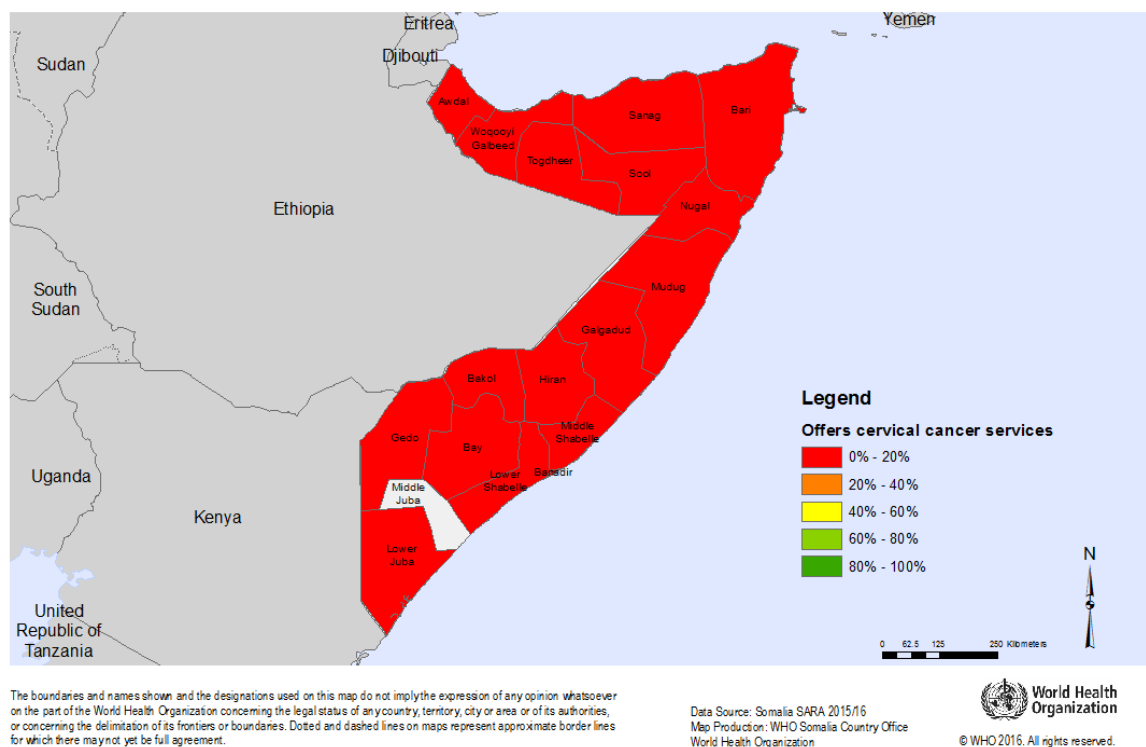 Eritrea
Yemen
Djibouti
Sudan
Awdal
Sanag
Bari
Woqooyi
Galbeed
Togdheer
Sool
Ethiopia
Nugal
South
Sudan
Mudug
Galgadud
Bakol
Hiran
Legend
Offers cervical cancer services
0% - 20%
20% - 40%
40% - 60%
60% - 80%
80% - 100%
Middle
Shabelle
Gedo
Bay
Banadir
Lower
Shabelle
Uganda
Middle
Juba
Kenya
Lower
Juba
N
United
Republic of
Tanzania
0 62.5 125 250 Kilometers
The boundaries and names shown and the designations used on this map do not imply the expression of any opinion whatsoever
on the part of the World Health Organization concerning the legal status of any country, territory, city or area or of its authorities,
or concerning the delimitation of its frontiers or boundaries. Dotted and dashed lines on maps represent approximate border lines
for which there may not yet be full agreement.
Data Source: Somalia SARA 2015/16
Map Production: WHO Somalia Country Office
World Health Organization
World Health
Organization
© WHO 2016. All rights reserved.